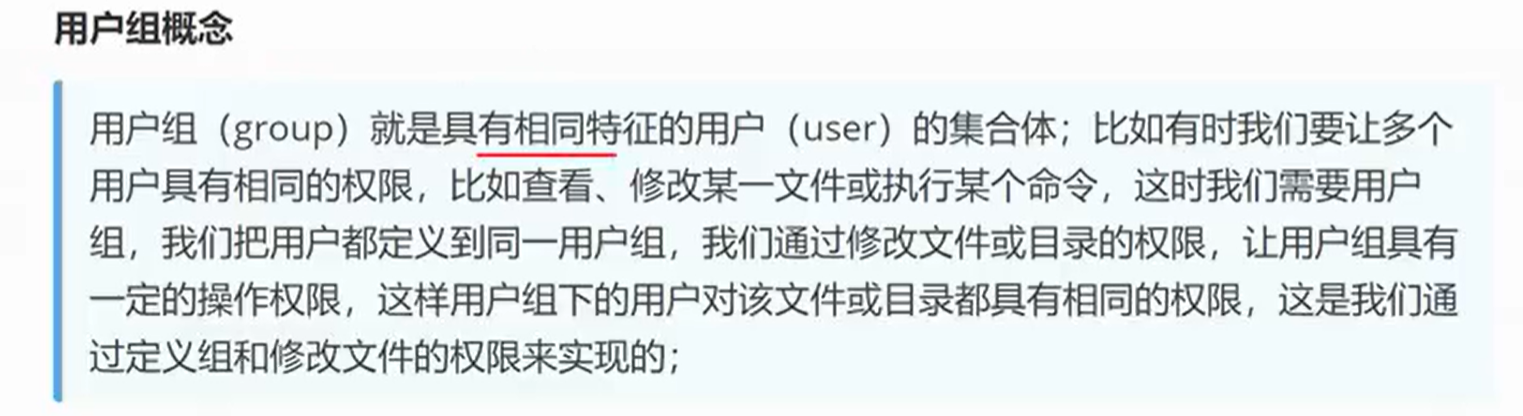 用户组概念
用户组（group）就是具有相同特征的用户（user）的集合体；比如有时我们要让多个
用户具有相同的权限，比如查看、修改某一文件或执行某个命令，这时我们需要用户
组，我们把用户都定义到同一用户组，我们通过修改文件或目录的权限，让用户组具有
一定的操作权限，这样用户组下的用户对该文件或目录都具有相同的权限，这是我们通
过定义组和修改文件的权限来实现的；